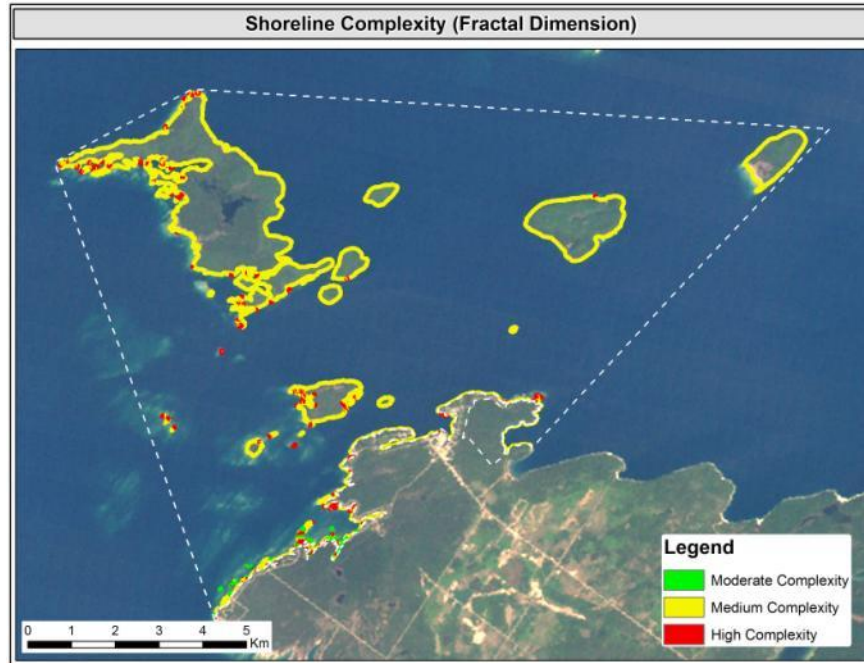 Shoreline Complexity (Fractal Dimension)
Legend
Moderate Complexity
Medium Complexity
High Complexity
0 1 2 3 4 5
Km